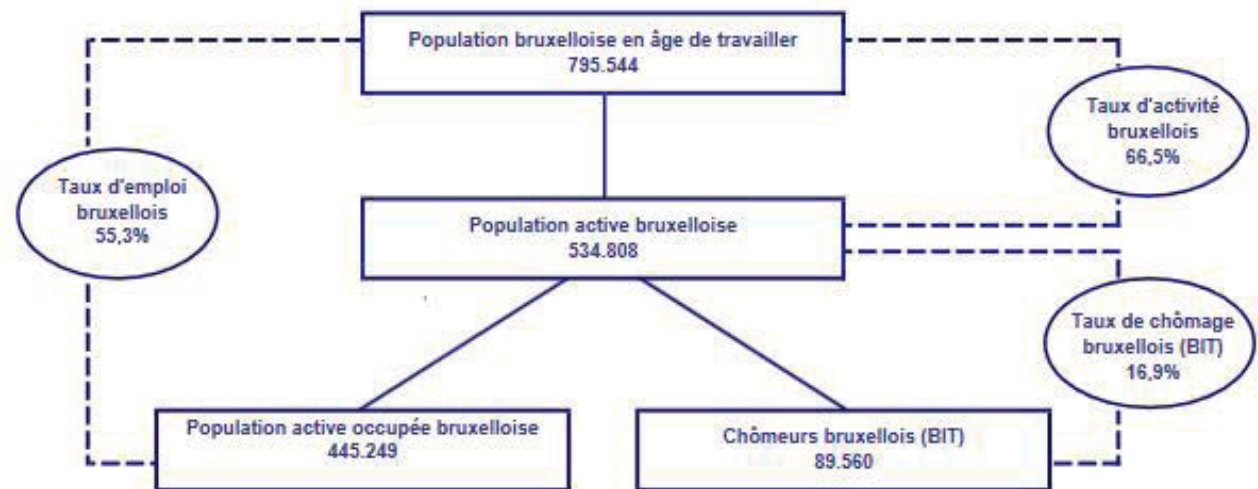 Population bruxelloise en âge de travailler
795.544
Taux d'activité
bruxellois
66,5%
Taux d'emploi
bruxellois
55,3%
Population active bruxelloise
534.808
Taux de chômage
bruxellois (BIT)
16,9%
Population active occupée bruxelloise
445.249
Chômeurs bruxellois (BIT)
89.560